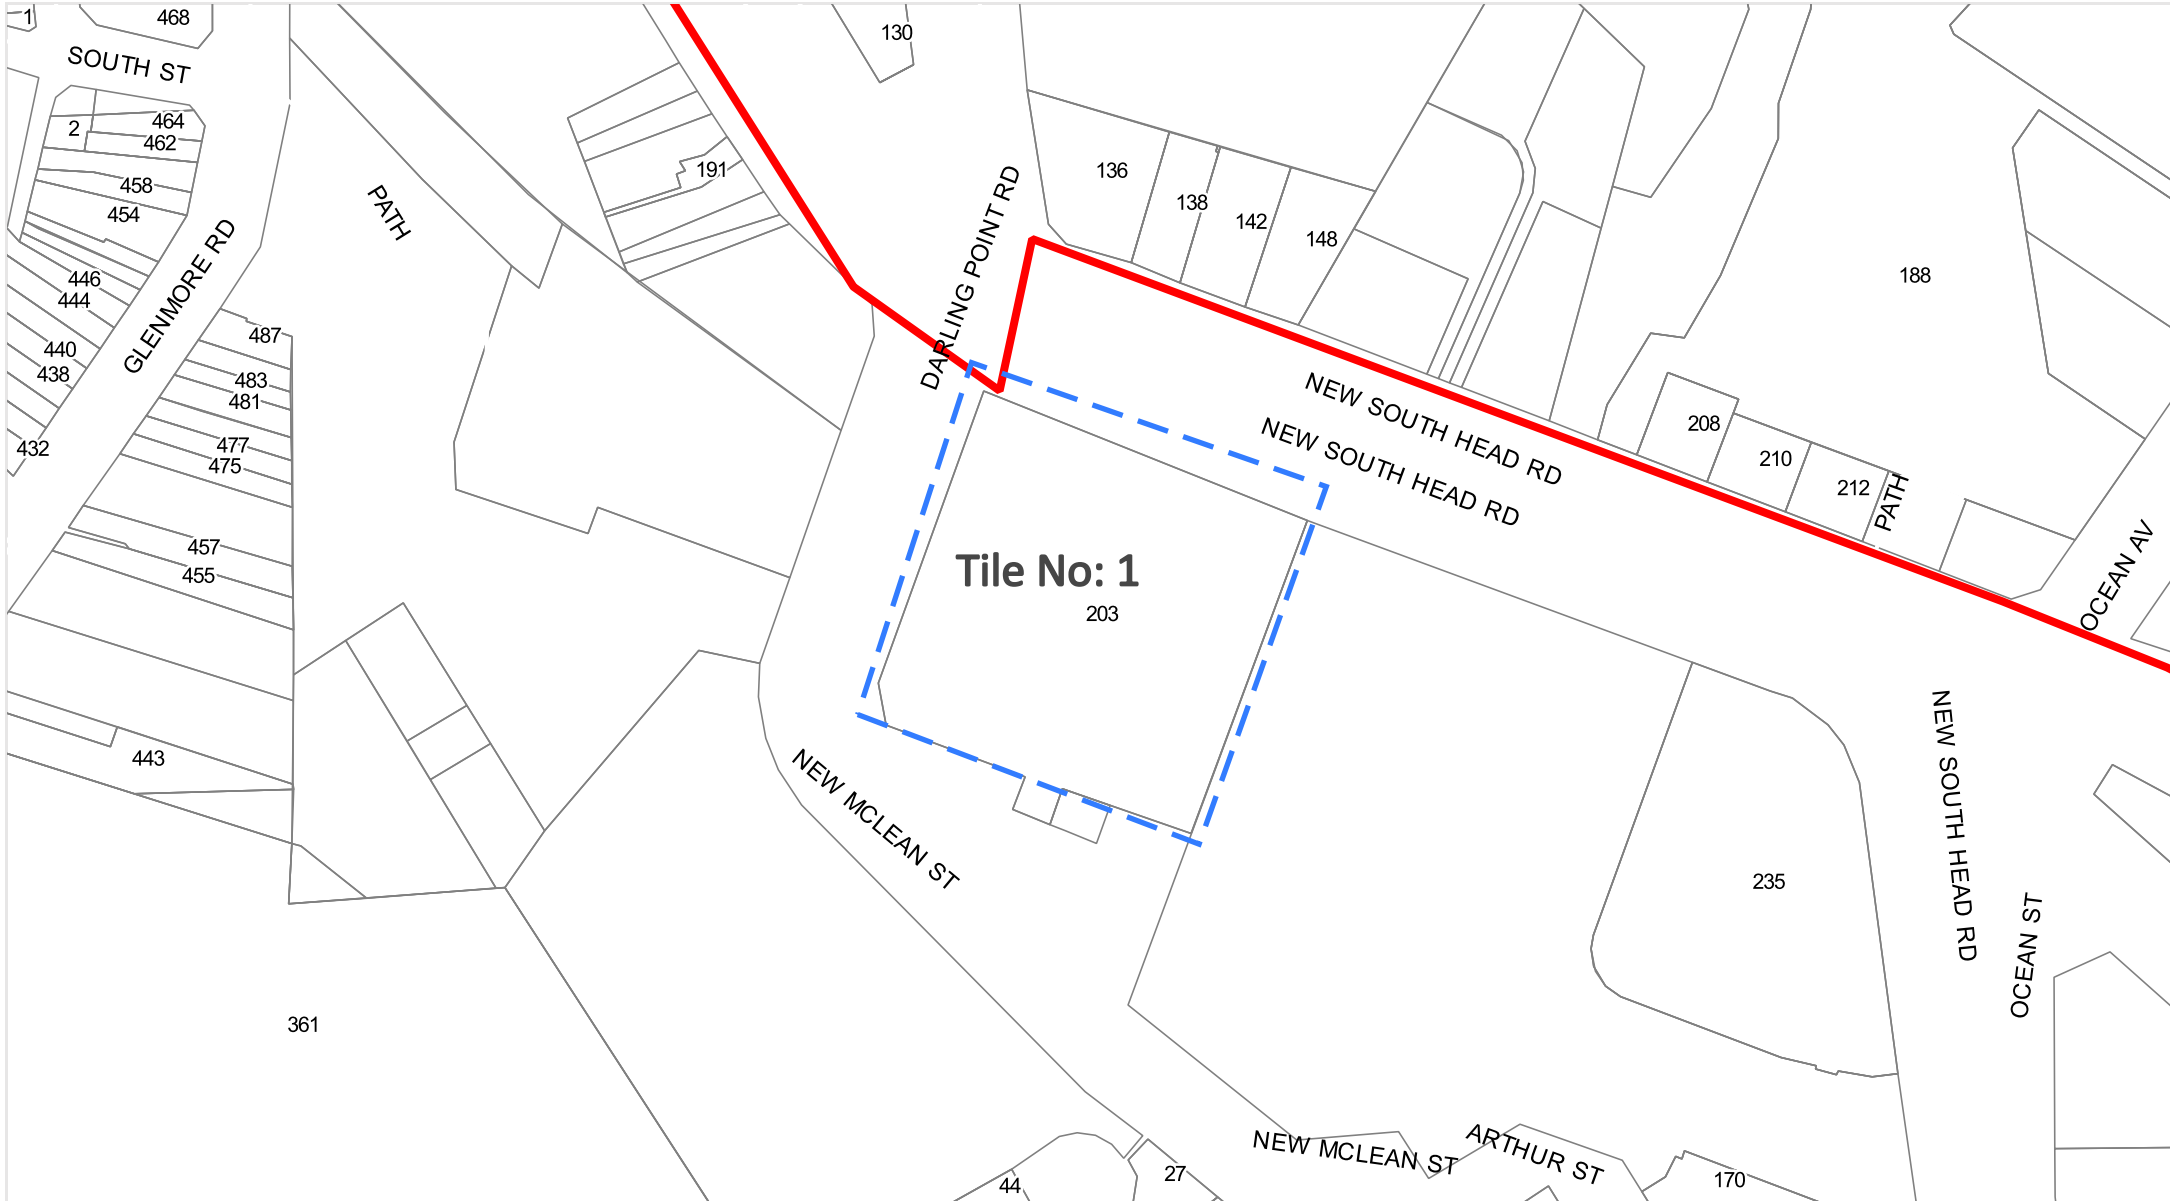 1
468
130
SOUTH ST
2
464
462
458
454
191
PATH
136
138
142
148
DARLING POINT RD
GLENMORE RD
446
444
440
438
432
487
483
481
477
475
457
455
443
361
188
NEW SOUTH HEAD RD
NEW SOUTH HEAD RD
208
210
212
PATH
OCEAN AV
Tile No: 1
203
NEW MCLEAN ST
235
NEW SOUTH HEAD RD
OCEAN ST
NEW MCLEAN ST
ARTHUR ST
44
27
170